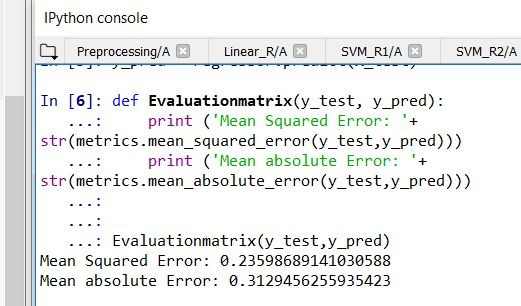 IPython console
Preprocessing/A Linear_R/A SVM_R1/A SVM_R2/A
In [6]: def Evaluationmatrix(y_test, y_pred):
...: print ('Mean Squared Error: '+
str(metrics.mean_squared_error(y_test,y_pred)))
...: print ('Mean absolute Error: '+
str(metrics.mean_absolute_error(y_test,y_pred)))
...:
...:
...: Evaluationmatrix(y_test,y_pred)
Mean Squared Error: 0.23598689141030588
Mean absolute Error: 0.3129456255935423